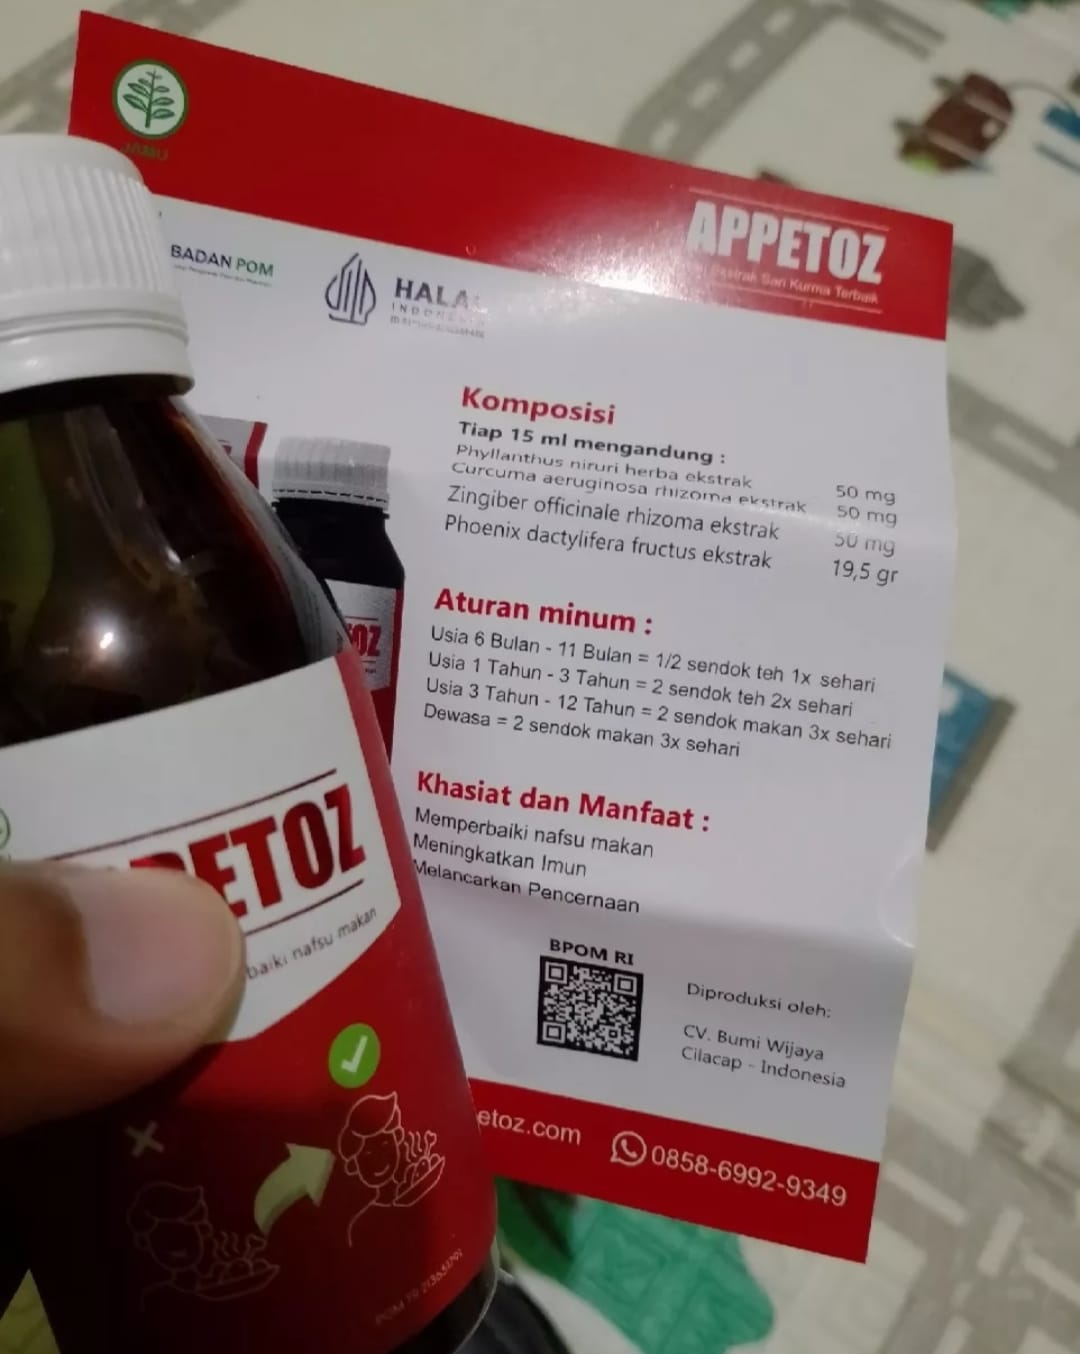 JAMU
APPETOZ
Ekstrak Sari Kurma Terbaik
BADAN POM
HALAL
INDONESIA
Komposisi
Tiap 15 ml mengandung :
Phyllanthus niruri herba ekstrak 50 mg
Curcuma aeruginosa rhizoma ekstrak 50 mg
Zingiber officinale rhizoma ekstrak 50 mg
Phoenix dactylifera fructus ekstrak 19,5 gr
Aturan minum :
Usia 6 Bulan - 11 Bulan = 1/2 sendok teh 1x sehari
Usia 1 Tahun - 3 Tahun = 2 sendok teh 2x sehari
Usia 3 Tahun - 12 Tahun = 2 sendok makan 3x sehari
Dewasa = 2 sendok makan 3x sehari
Khasiat dan Manfaat :
Memperbaiki nafsu makan
Meningkatkan Imun
Melancarkan Pencernaan
BPOM RI
Diproduksi oleh:
CV. Bumi Wijaya
Cilacap - Indonesia
etoz.com
0858-6992-9349
OZ
PETOZ
baiki nafsu makan
POM TR